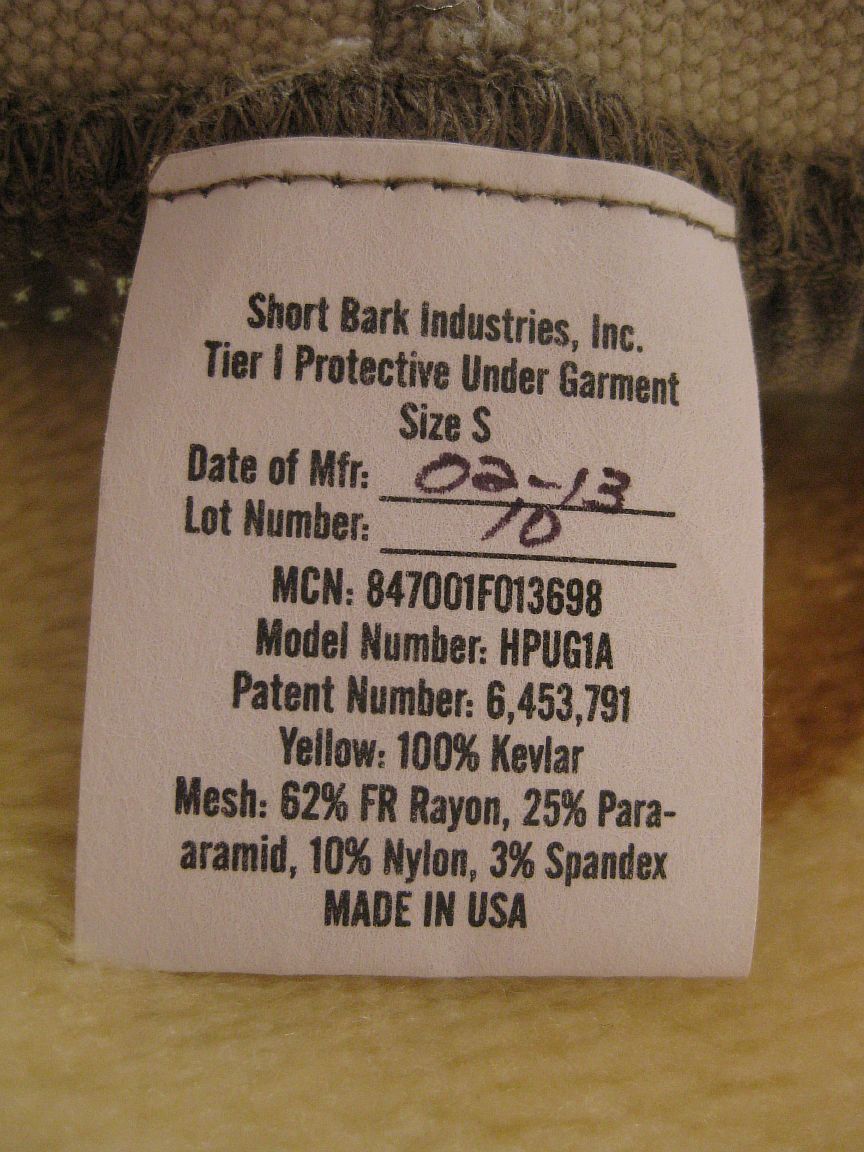 Short Bark Industries, Inc.
Tier I Protective Under Garment
Size S
Date of Mfr: 02-13
Lot Number: 10
MCN: 847001F013698
Model Number: HPUG1A
Patent Number: 6,453,791
Yellow: 100% Kevlar
Mesh: 62% FR Rayon, 25% Para-
aramid, 10% Nylon, 3% Spandex
MADE IN USA